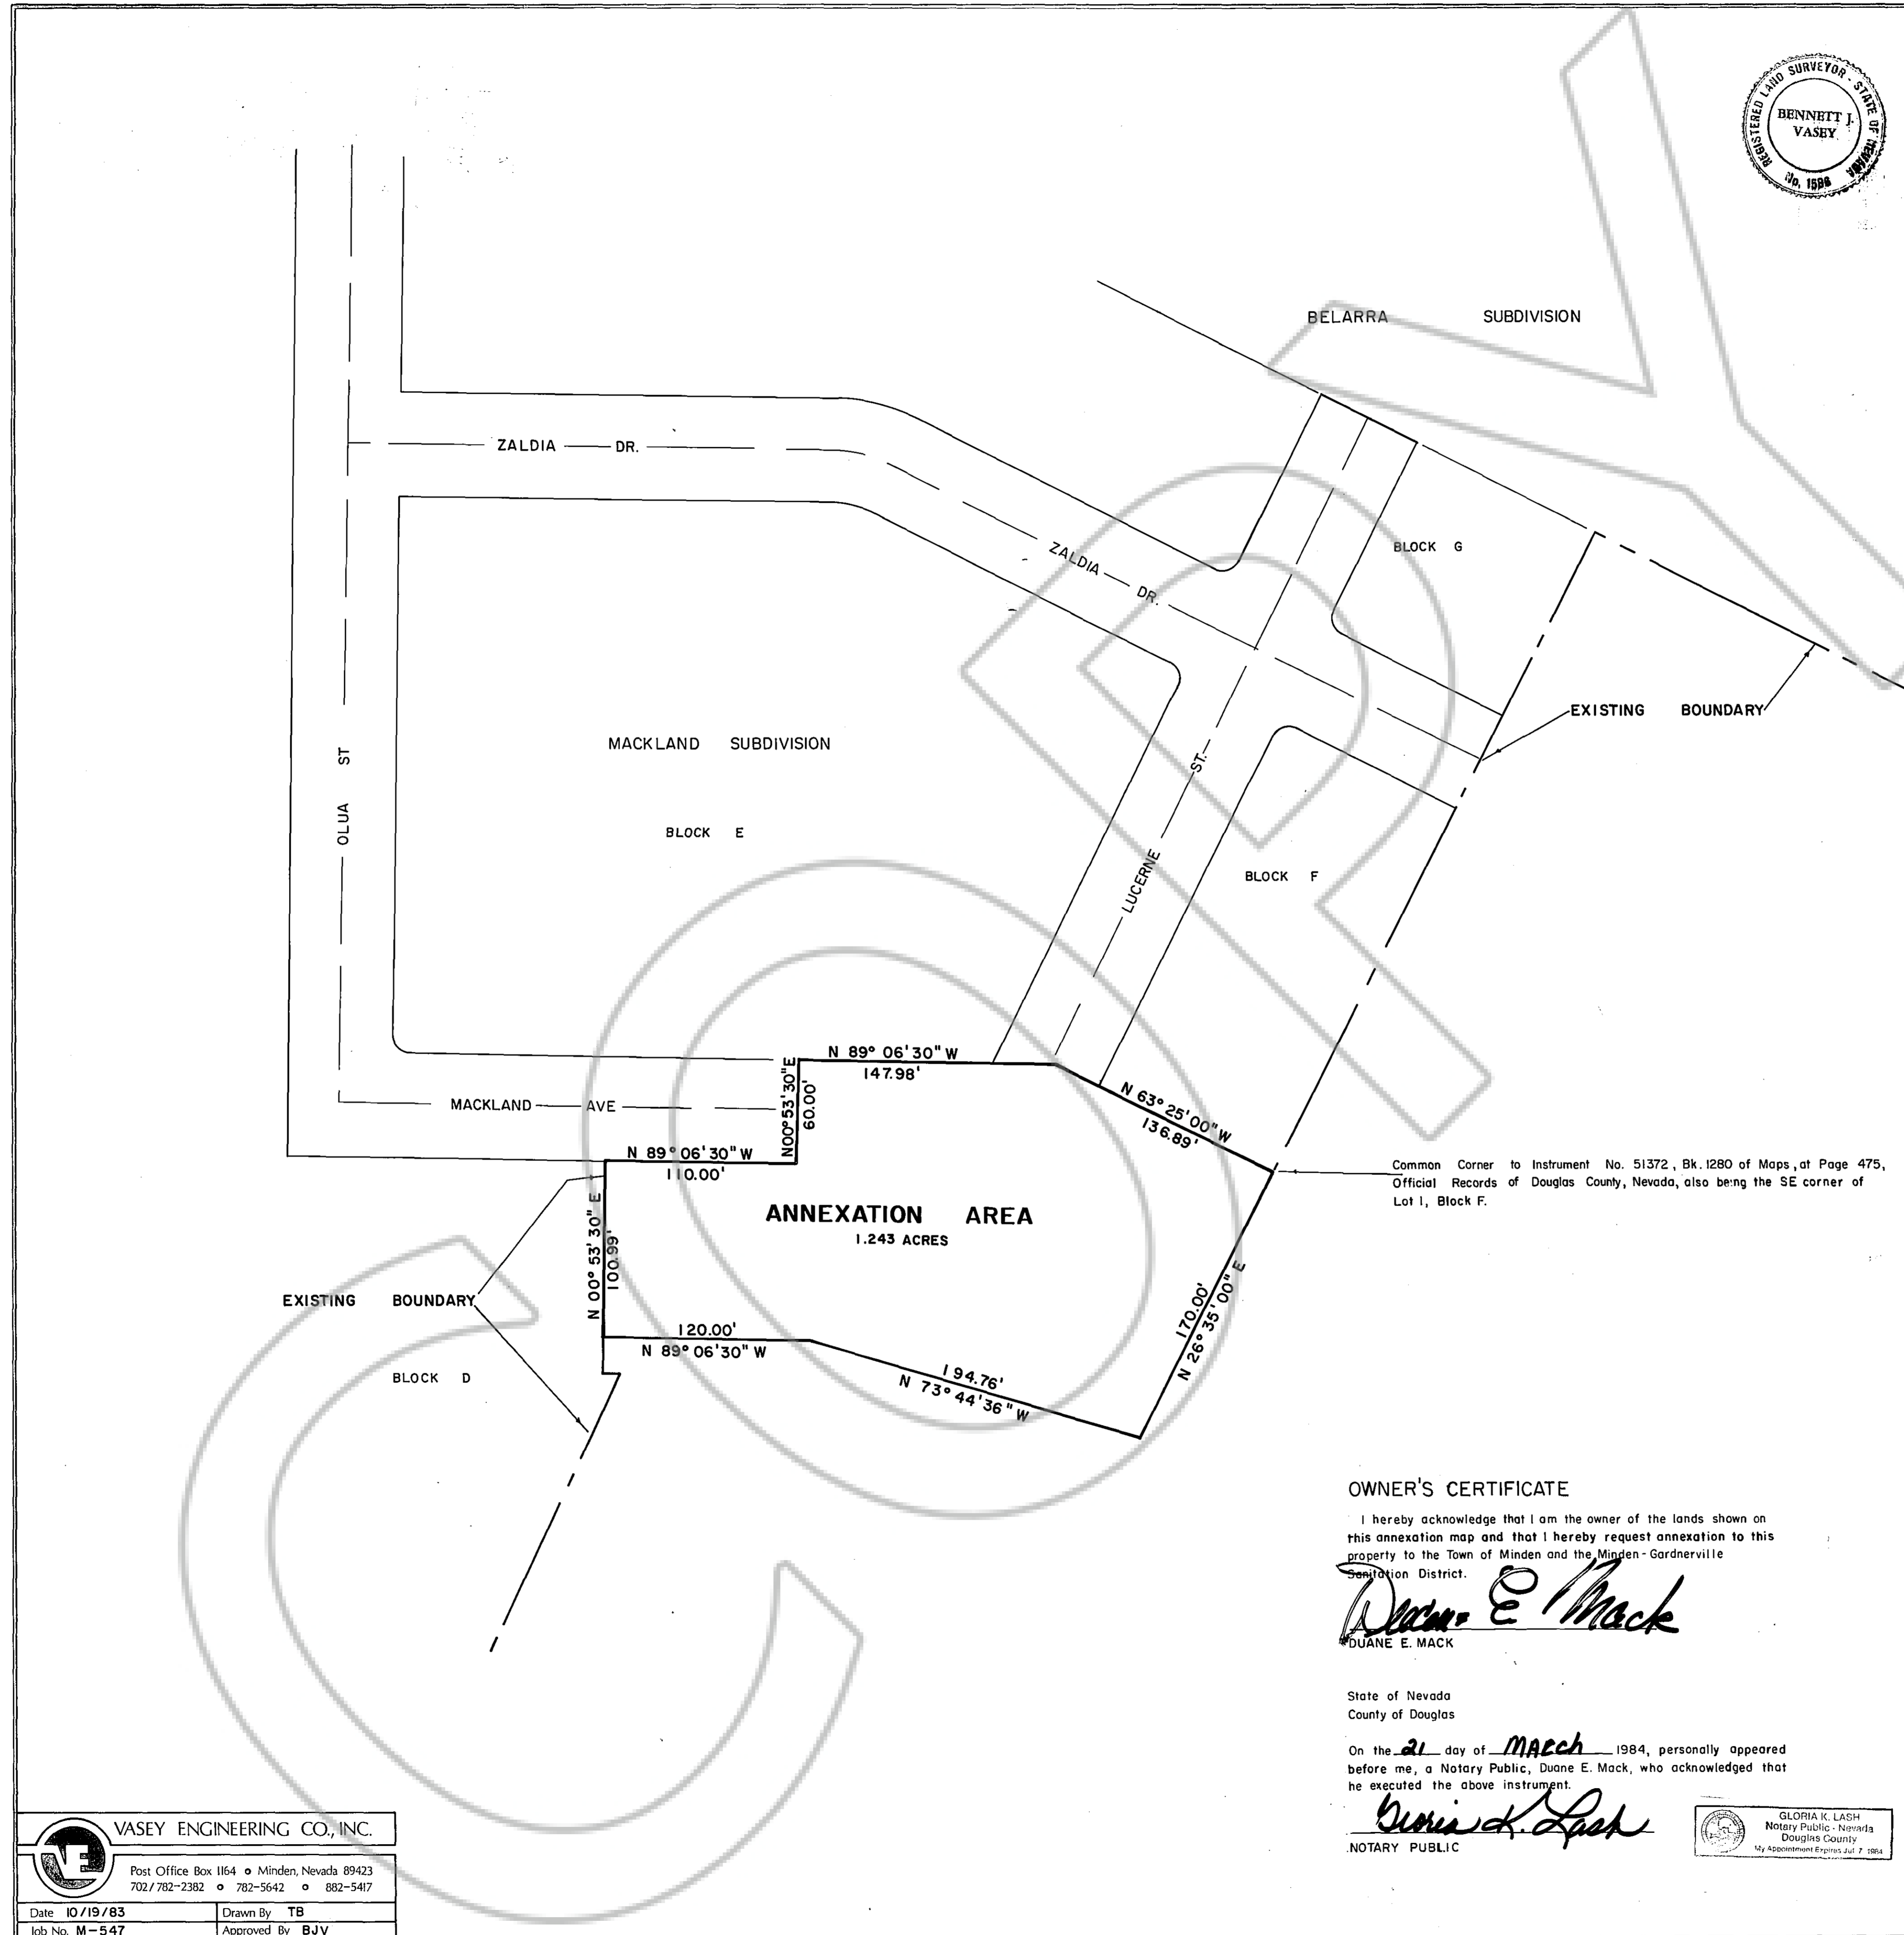 REGISTERED LAND SURVEYOR - STATE OF NEVADA
BENNETT J.
VASEY
No. 1586
BELARRA SUBDIVISION
ZALDIA DR.
BLOCK G
ZALDIA DR.
EXISTING BOUNDARY
MACKLAND SUBDIVISION
OLUA ST
ST.
LUCERNE
BLOCK E
BLOCK F
N 89° 06'30" W
147.98'
N00°53'30"E
60.00'
MACKLAND AVE
N 63° 25'00" W
136.89'
N 89° 06'30" W
110.00'
Common Corner to Instrument No. 51372, Bk. 1280 of Maps, at Page 475,
Official Records of Douglas County, Nevada, also being the SE corner of
Lot 1, Block F.
ANNEXATION AREA
1.243 ACRES
N 00° 53' 30" E
100.99'
EXISTING BOUNDARY
170.00'
N 26° 35' 00" E
120.00'
N 89° 06'30" W
BLOCK D
194.76'
N 73° 44'36" W
OWNER'S CERTIFICATE
I hereby acknowledge that I am the owner of the lands shown on
this annexation map and that I hereby request annexation to this
property to the Town of Minden and the Minden-Gardnerville
Sanitation District.
Duane E Mack
DUANE E. MACK
State of Nevada
County of Douglas
On the 21 day of MARch 1984, personally appeared
before me, a Notary Public, Duane E. Mack, who acknowledged that
he executed the above instrument.
Gloria K. Lash
NOTARY PUBLIC
GLORIA K. LASH
Notary Public - Nevada
Douglas County
My Appointment Expires Jul. 7 1984
VE
VASEY ENGINEERING CO., INC.
Post Office Box 1164 o Minden, Nevada 89423
702/782-2382 o 782-5642 o 882-5417
Date 10/19/83 Drawn By TB
Job No. M-547 Approved By BJV
COPY